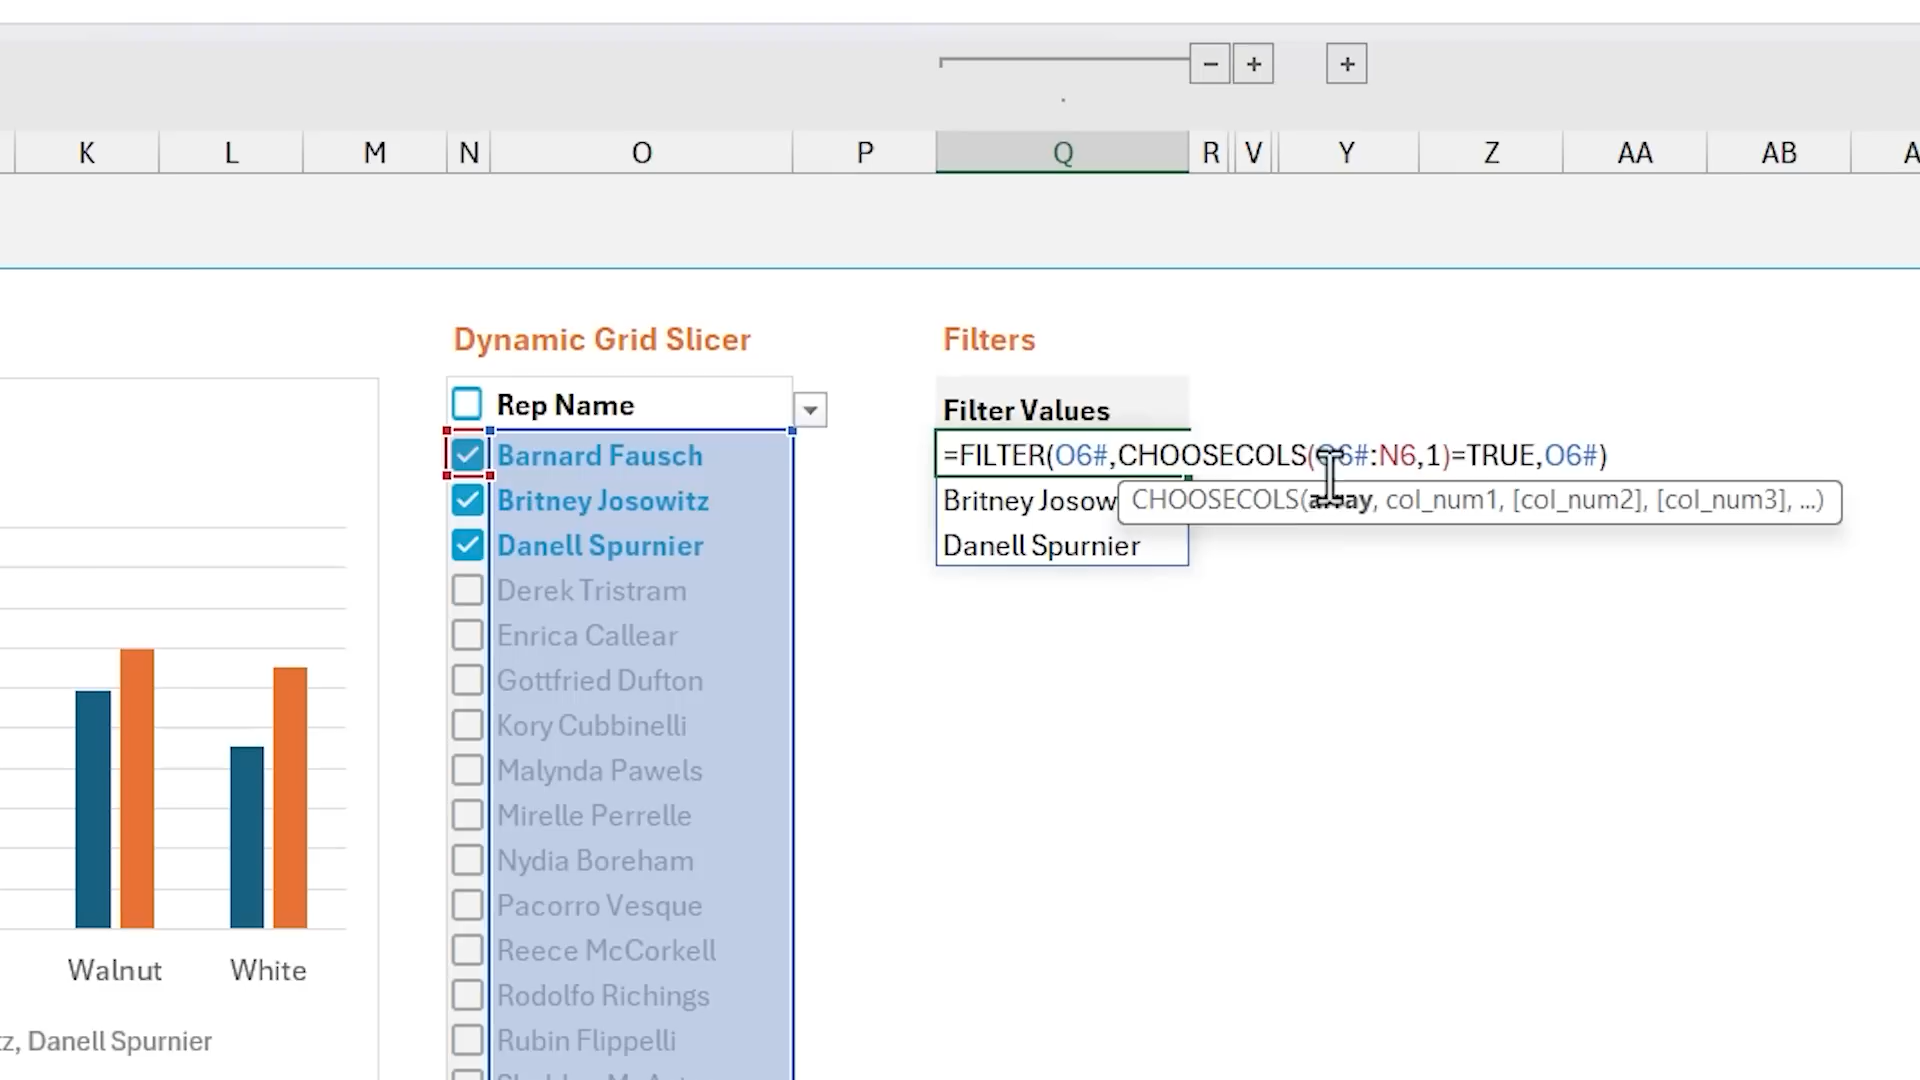 K L M N O P Q R V Y Z AA AB A
Dynamic Grid Slicer
Filters
Rep Name
Filter Values
Barnard Fausch
=FILTER(O6#,CHOOSECOLS(O6#:N6,1)=TRUE,O6#)
Britney Josowitz
Britney Josow
CHOOSECOLS(array, col_num1, [col_num2], [col_num3], ...)
Danell Spurnier
Danell Spurnier
Derek Tristram
Enrica Callear
Gottfried Dufton
Kory Cubbinelli
Malynda Pawels
Mirelle Perrelle
Nydia Boreham
Pacorro Vesque
Reece McCorkell
Rodolfo Richings
Rubin Flippelli
Walnut White
tz, Danell Spurnier